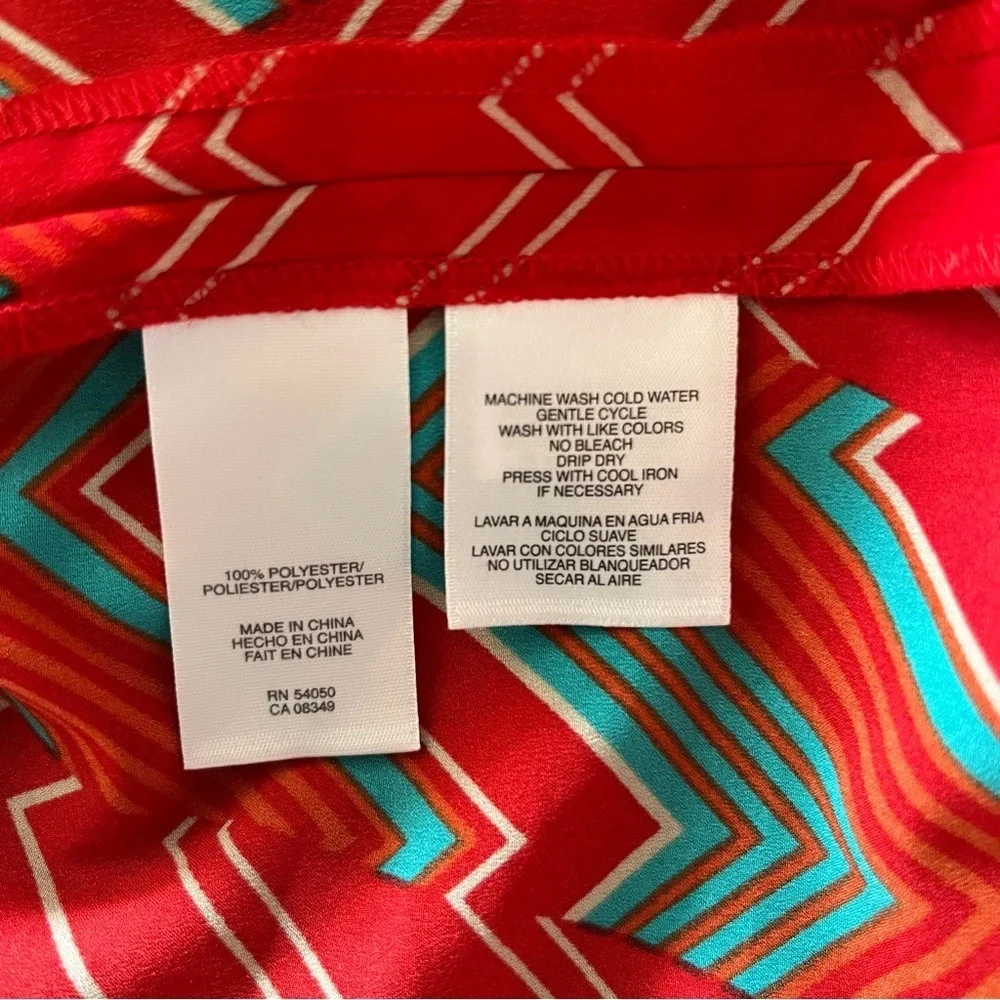 100% POLYESTER/
POLIESTER/POLYESTER
MADE IN CHINA
HECHO EN CHINA
FAIT EN CHINE
RN 54050
CA 08349
MACHINE WASH COLD WATER
GENTLE CYCLE
WASH WITH LIKE COLORS
NO BLEACH
DRIP DRY
PRESS WITH COOL IRON
IF NECESSARY
LAVAR A MAQUINA EN AGUA FRIA
CICLO SUAVE
LAVAR CON COLORES SIMILARES
NO UTILIZAR BLANQUEADOR
SECAR AL AIRE